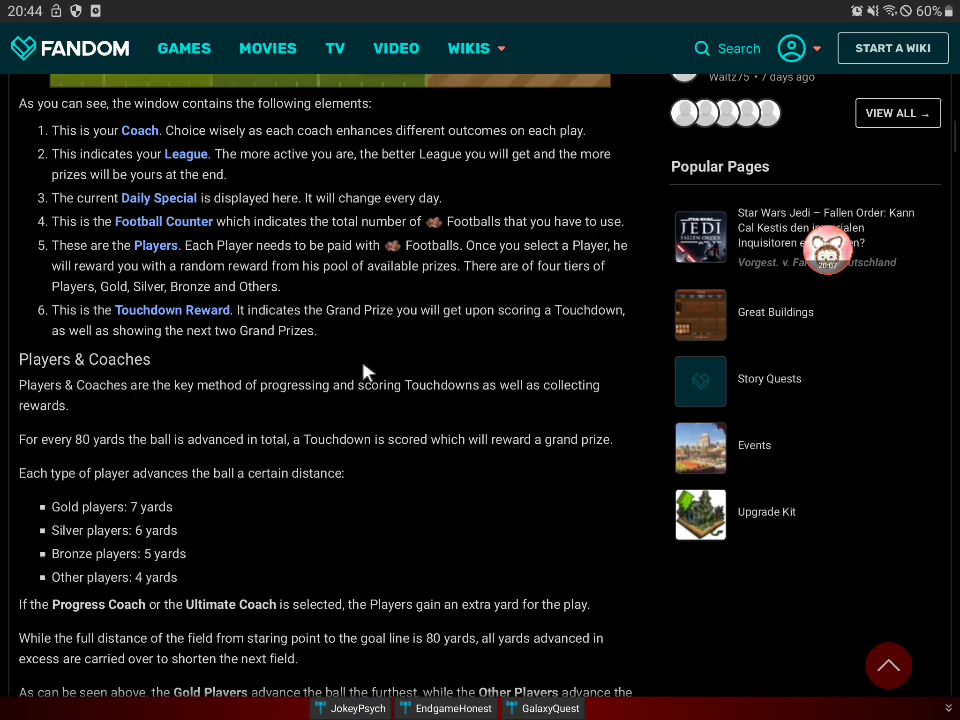 20:44
60%
FANDOM GAMES MOVIES TV VIDEO WIKIS Search START A WIKI
As you can see, the window contains the following elements:
1. This is your Coach. Choice wisely as each coach enhances different outcomes on each play.
2. This indicates your League. The more active you are, the better League you will get and the more
prizes will be yours at the end.
3. The current Daily Special is displayed here. It will change every day.
4. This is the Football Counter which indicates the total number of Footballs that you have to use.
5. These are the Players. Each Player needs to be paid with Footballs. Once you select a Player, he
will reward you with a random reward from his pool of available prizes. There are of four tiers of
Players, Gold, Silver, Bronze and Others.
6. This is the Touchdown Reward. It indicates the Grand Prize you will get upon scoring a Touchdown,
as well as showing the next two Grand Prizes.
Players & Coaches
Players & Coaches are the key method of progressing and scoring Touchdowns as well as collecting
rewards.
For every 80 yards the ball is advanced in total, a Touchdown is scored which will reward a grand prize.
Each type of player advances the ball a certain distance:
Gold players: 7 yards
Silver players: 6 yards
Bronze players: 5 yards
Other players: 4 yards
If the Progress Coach or the Ultimate Coach is selected, the Players gain an extra yard for the play.
While the full distance of the field from staring point to the goal line is 80 yards, all yards advanced in
excess are carried over to shorten the next field.
As can be seen above, the Gold Players advance the ball the furthest, while the Other Players advance the
Waltz75 • 7 days ago
VIEW ALL →
Popular Pages
STAR WARS
JEDI
FALLEN ORDER
Star Wars Jedi – Fallen Order: Kann
Cal Kestis den
Inquisitoren
Vorgest. v.
20:07
Great Buildings
Story Quests
Events
Upgrade Kit
JokeyPsych EndgameHonest GalaxyQuest